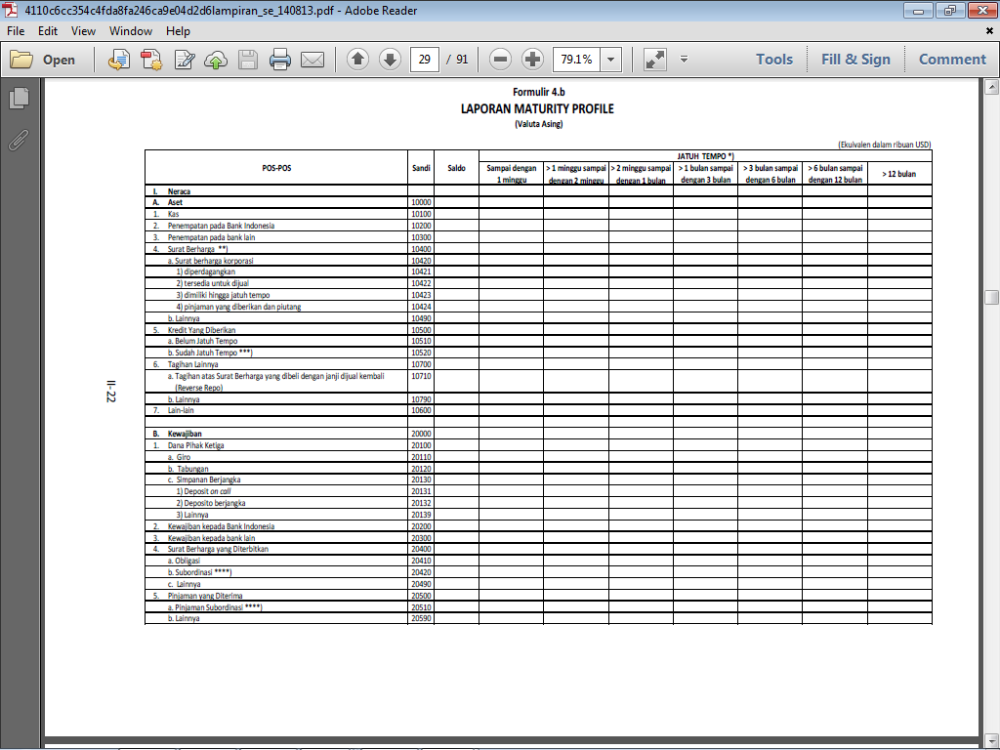 4110c6cc354c4fda8fa246ca9e04d2d6lampiran_se_140813.pdf - Adobe Reader
File Edit View Window Help
Open 29 / 91 79.1% Tools Fill & Sign Comment
Formulir 4.b
LAPORAN MATURITY PROFILE
(Valuta Asing)
(Ekuivalen dalam ribuan USD)
POS-POS Sandi Saldo JATUH TEMPO *)
Sampai dengan 1 minggu > 1 minggu sampai dengan 2 minggu > 2 minggu sampai dengan 1 bulan > 1 bulan sampai dengan 3 bulan > 3 bulan sampai dengan 6 bulan > 6 bulan sampai dengan 12 bulan > 12 bulan
I. Neraca
A. Aset 10000
1. Kas 10100
2. Penempatan pada Bank Indonesia 10200
3. Penempatan pada bank lain 10300
4. Surat Berharga **) 10400
a. Surat berharga korporasi 10420
1) diperdagangkan 10421
2) tersedia untuk dijual 10422
3) dimiliki hingga jatuh tempo 10423
4) pinjaman yang diberikan dan piutang 10424
b. Lainnya 10490
5. Kredit Yang Diberikan 10500
a. Belum Jatuh Tempo 10510
b. Sudah Jatuh Tempo ***) 10520
6. Tagihan Lainnya 10700
a. Tagihan atas Surat Berharga yang dibeli dengan janji dijual kembali 10710
(Reverse Repo)
b. Lainnya 10790
7. Lain-lain 10600
B. Kewajiban 20000
1. Dana Pihak Ketiga 20100
a. Giro 20110
b. Tabungan 20120
c. Simpanan Berjangka 20130
1) Deposit on call 20131
2) Deposito berjangka 20132
3) Lainnya 20139
2. Kewajiban kepada Bank Indonesia 20200
3. Kewajiban kepada bank lain 20300
4. Surat Berharga yang Diterbitkan 20400
a. Obligasi 20410
b. Subordinasi ****) 20420
c. Lainnya 20490
5. Pinjaman yang Diterima 20500
a. Pinjaman Subordinasi ****) 20510
b. Lainnya 20590
II-22